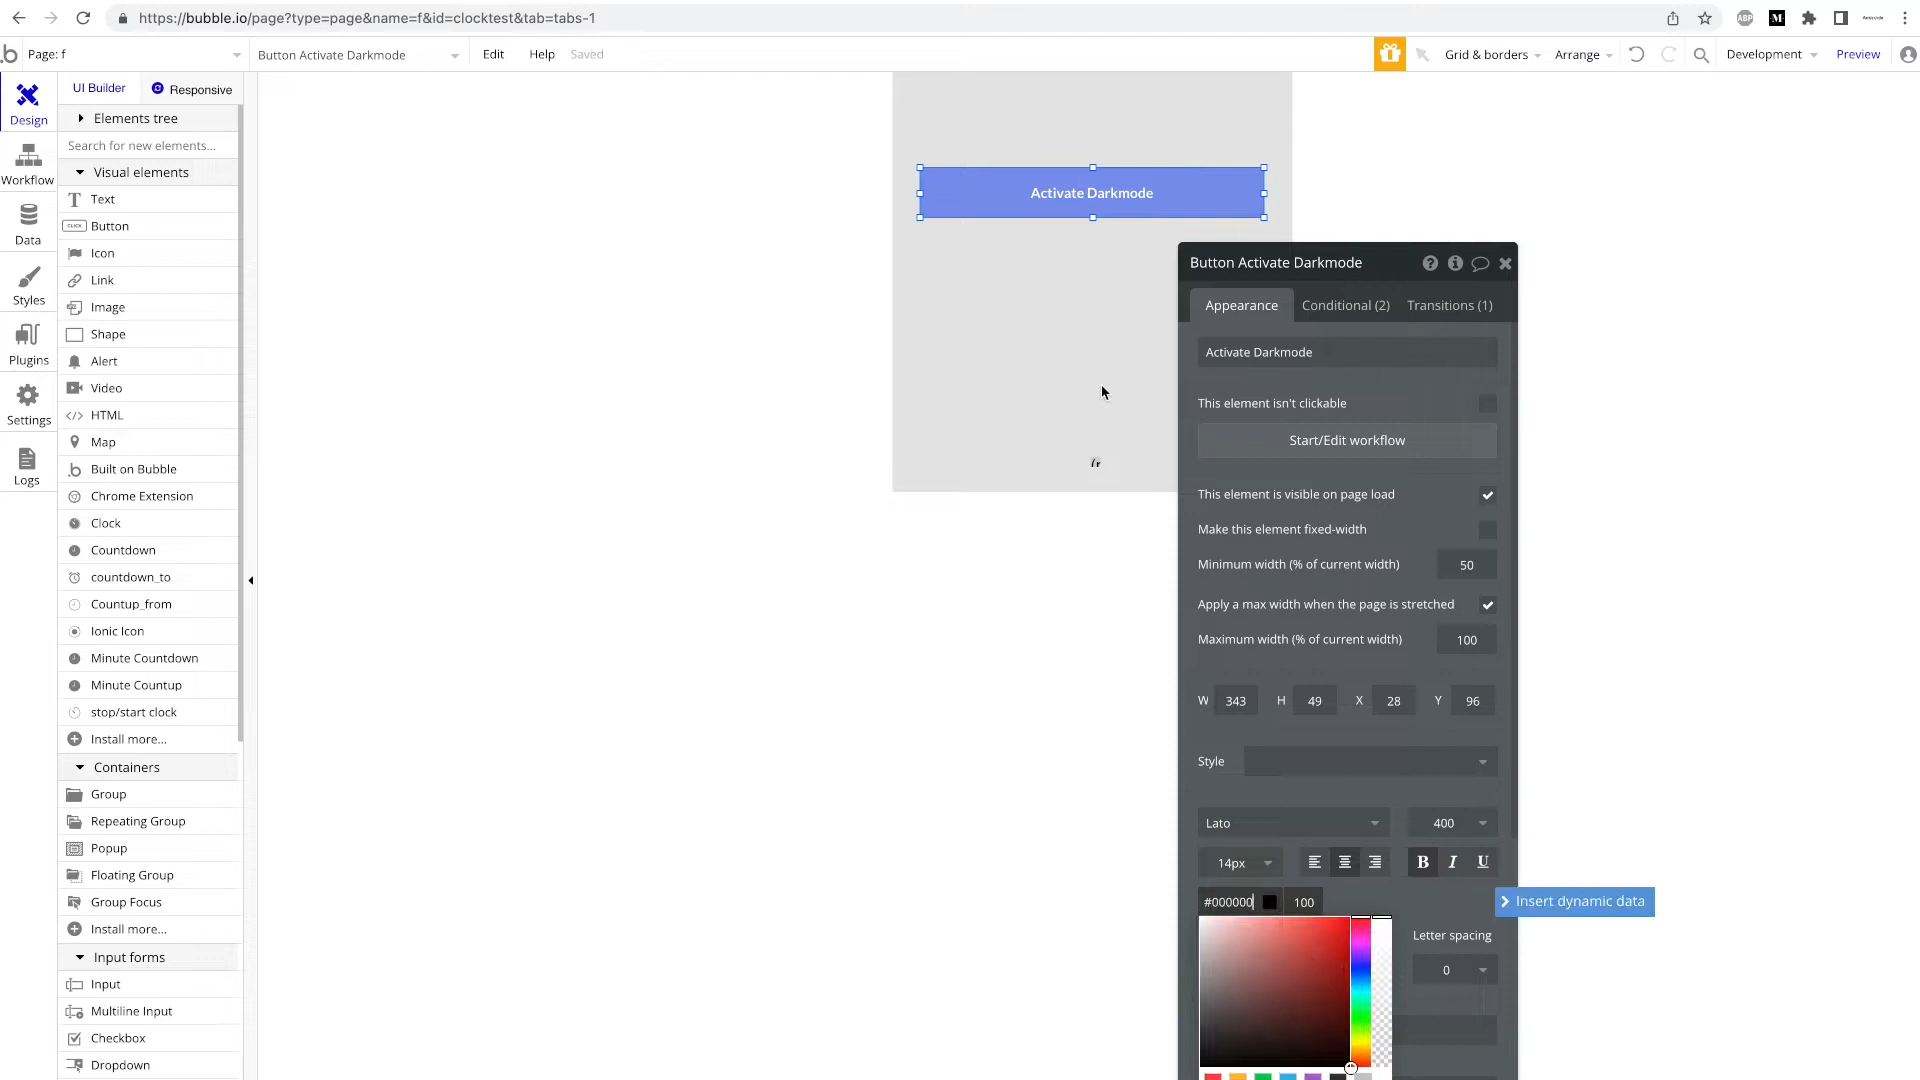 https://bubble.io/page?type=page&name=f&id=clocktest&tab=tabs-1
ABP
M
b
Page: f
Button Activate Darkmode
Edit
Help
Saved
Grid & borders
Arrange
Development
Preview
Design
Workflow
Data
Styles
Plugins
Settings
Logs
UI Builder
Responsive
Elements tree
Search for new elements...
Visual elements
Text
CLICK Button
Icon
Link
Image
Shape
Alert
Video
</> HTML
Map
Built on Bubble
Chrome Extension
Clock
Countdown
countdown_to
Countup_from
Ionic Icon
Minute Countdown
Minute Countup
stop/start clock
Install more...
Containers
Group
Repeating Group
Popup
Floating Group
Group Focus
Install more...
Input forms
Input
Multiline Input
Checkbox
Dropdown
Activate Darkmode
Button Activate Darkmode
Appearance
Conditional (2)
Transitions (1)
Activate Darkmode
This element isn't clickable
Start/Edit workflow
This element is visible on page load
Make this element fixed-width
Minimum width (% of current width) 50
Apply a max width when the page is stretched
Maximum width (% of current width) 100
W 343 H 49 X 28 Y 96
Style
Lato 400
14px B I U
#000000 100
Insert dynamic data
Letter spacing
0